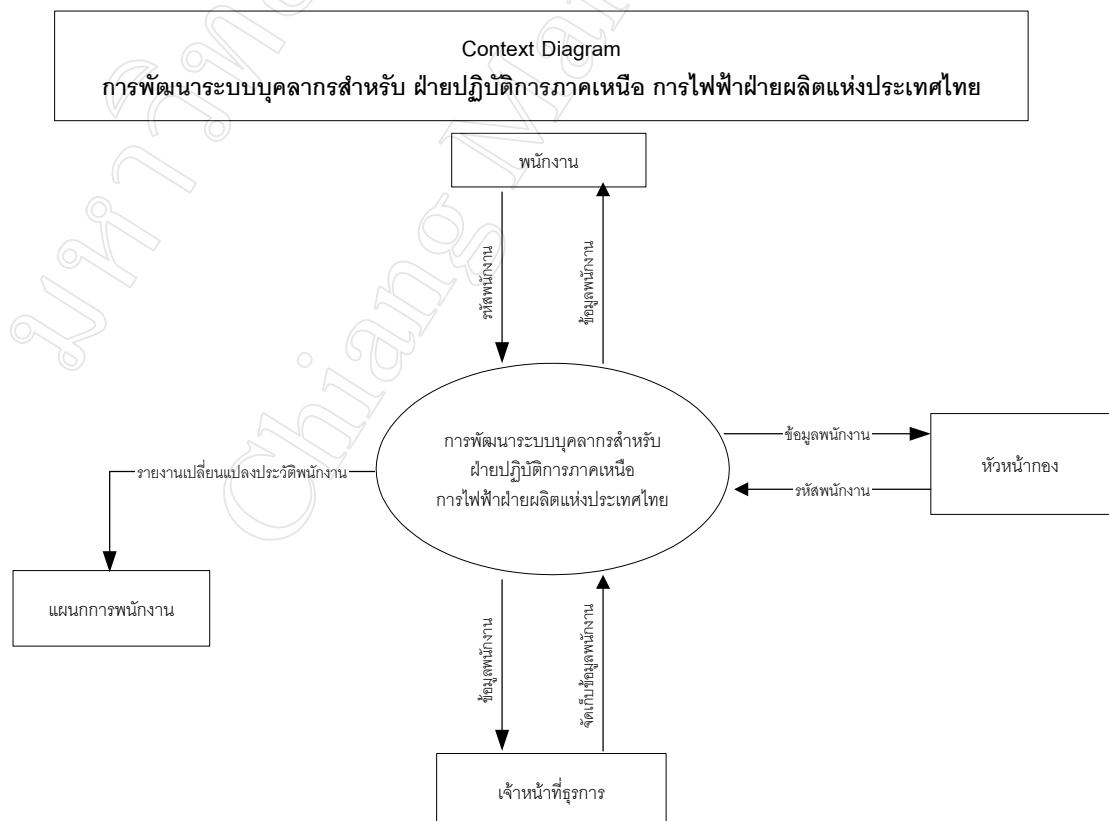 Context Diagram
การพัฒนาระบบบุคลากรสำหรับ ฝ่ายปฏิบัติการภาคเหนือ การไฟฟ้าฝ่ายผลิตแห่งประเทศไทย
พนักงาน
รหัสพนักงาน
ข้อมูลพนักงาน
การพัฒนาระบบบุคลากรสำหรับ
ฝ่ายปฏิบัติการภาคเหนือ
การไฟฟ้าฝ่ายผลิตแห่งประเทศไทย
ข้อมูลพนักงาน
รหัสพนักงาน
หัวหน้ากอง
รายงานเปลี่ยนแปลงประวัติพนักงาน
แผนกการพนักงาน
ข้อมูลพนักงาน
จัดเก็บข้อมูลพนักงาน
เจ้าหน้าที่ธุรการ
มหาวิท
Chiang Ma